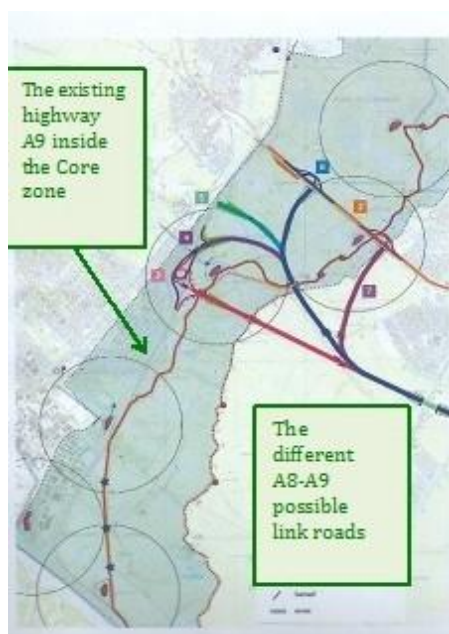 The existing
highway
A9 inside
the Core
zone
The
different
A8-A9
possible
link roads